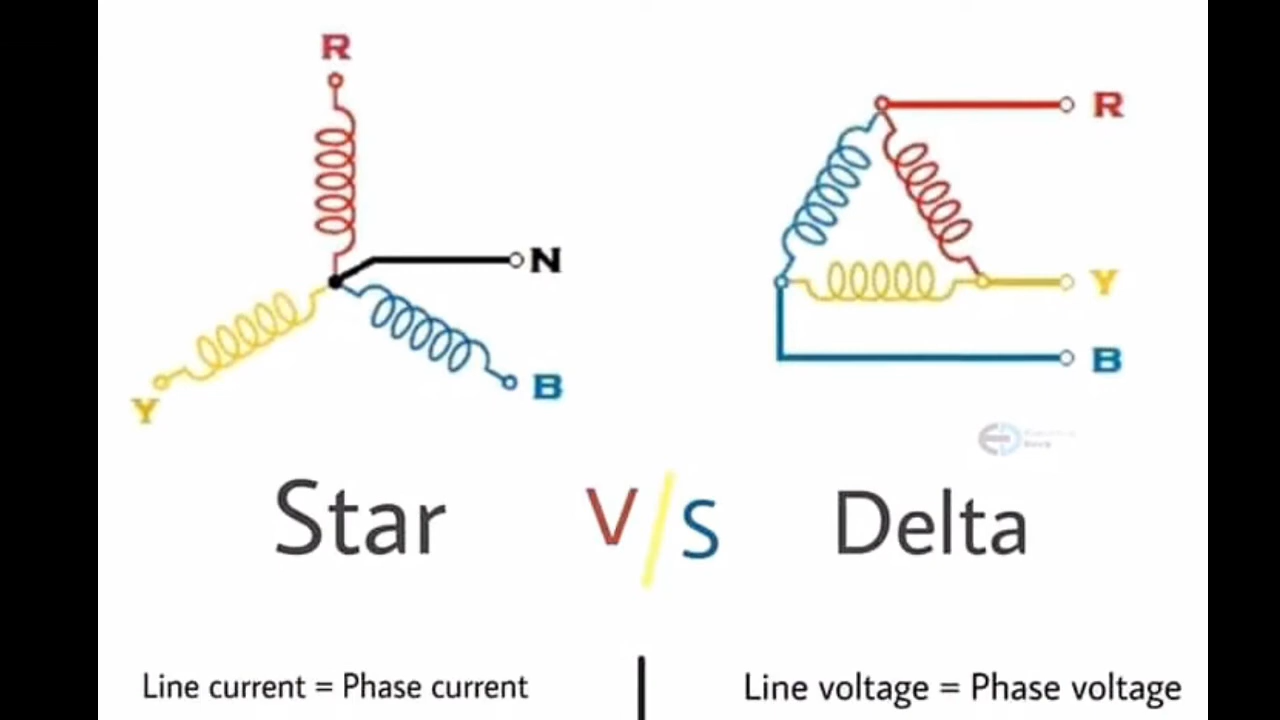 R
N
B
Y
R
Y
B
Star V/S Delta
Line current = Phase current
Line voltage = Phase voltage